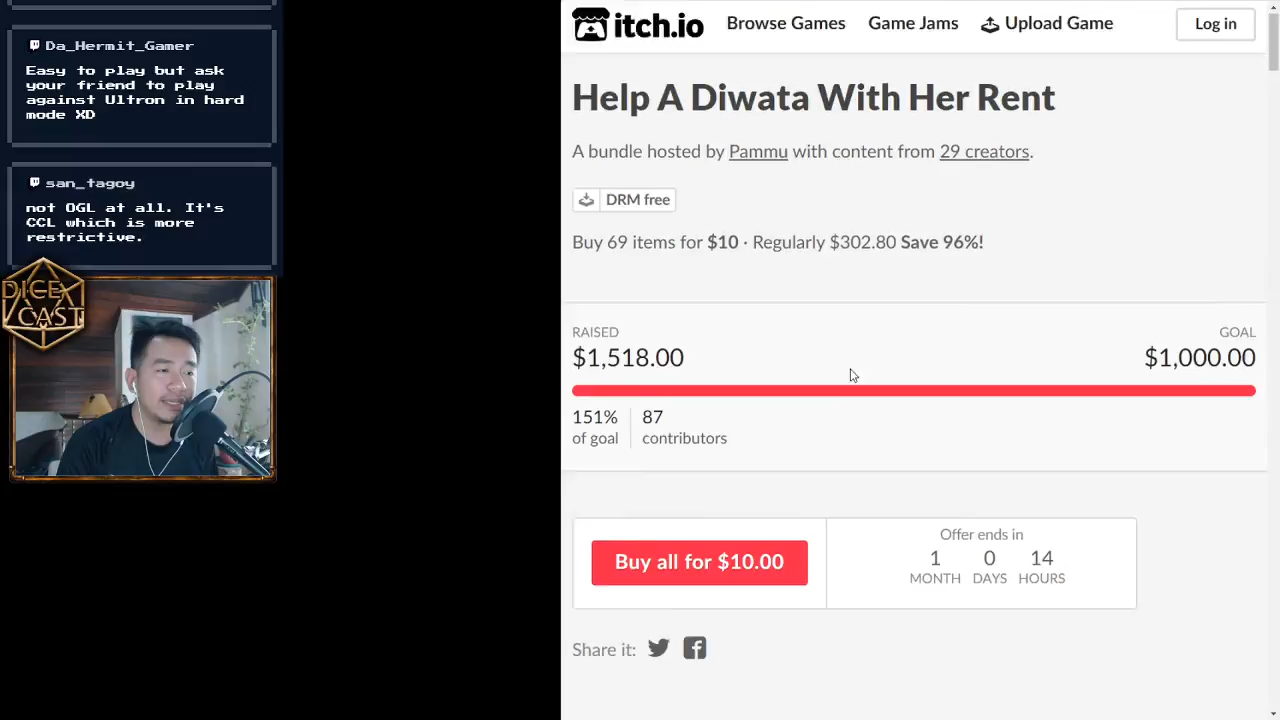 Da_Hermit_Gamer
Easy to play but ask
your friend to play
against Ultron in hard
mode XD
san_tagoy
not OGL at all. It's
CCL which is more
restrictive.
DICE
CAST
itch.io
Browse Games
Game Jams
Upload Game
Log in
Help A Diwata With Her Rent
A bundle hosted by Pammu with content from 29 creators.
DRM free
Buy 69 items for $10 · Regularly $302.80 Save 96%!
RAISED
GOAL
$1,518.00
$1,000.00
151%
of goal
87
contributors
Buy all for $10.00
Offer ends in
1 0 14
MONTH DAYS HOURS
Share it: